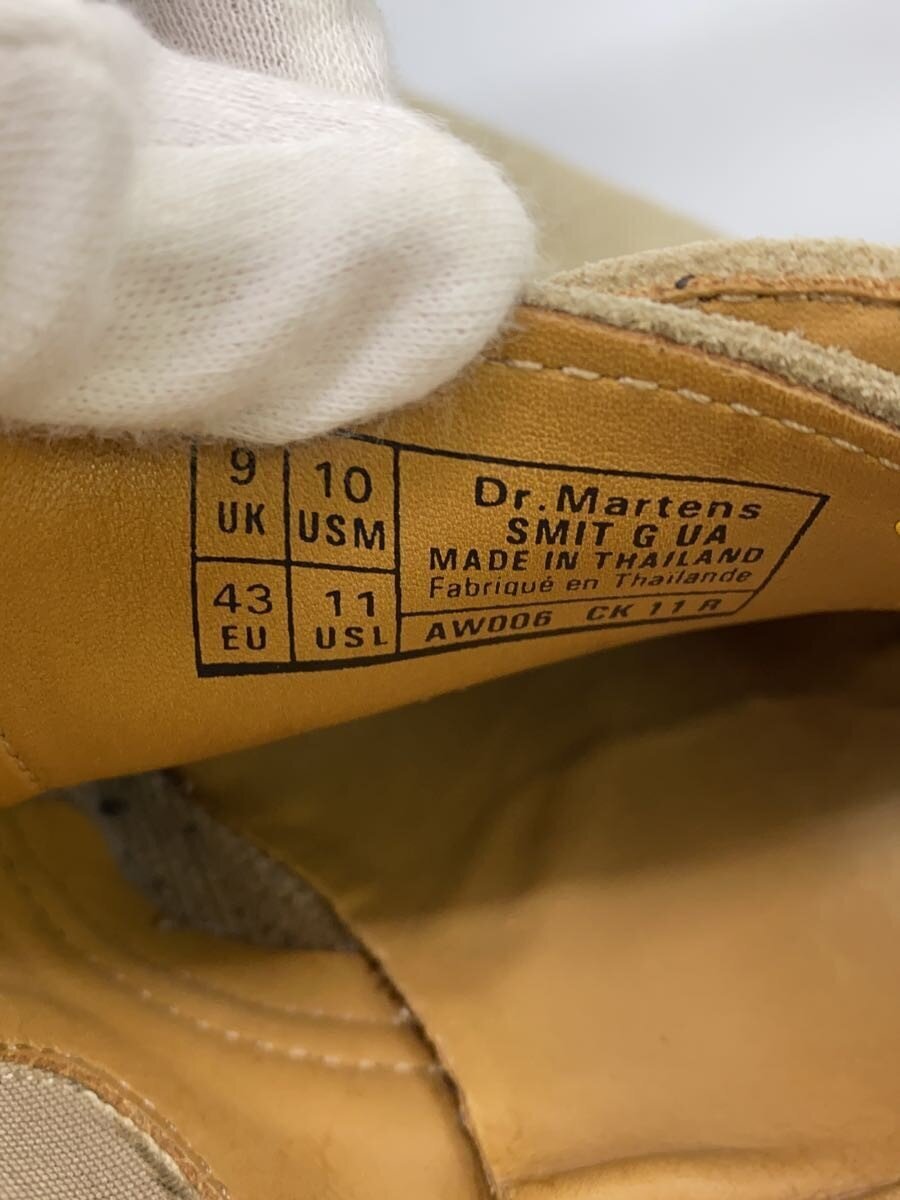 9
UK
10
USM
43
EU
11
USL
Dr.Martens
SMIT G UA
MADE IN THAILAND
Fabriqué en Thaïlande
AW006 CK 11 R